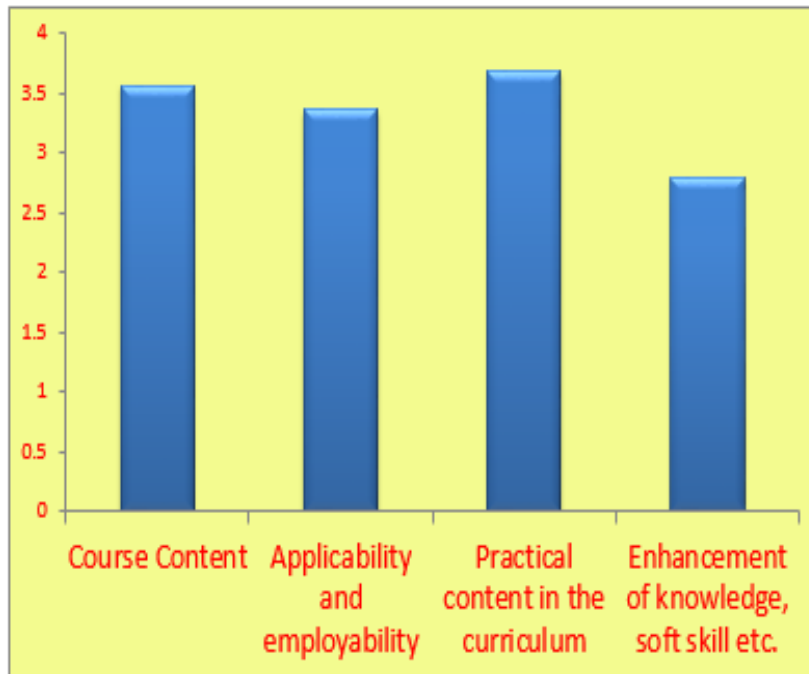 4
3.5
3
2.5
2
1.5
1
0.5
0
Course Content
Applicability
and
employability
Practical
content in the
curriculum
Enhancement
of knowledge,
soft skill etc.